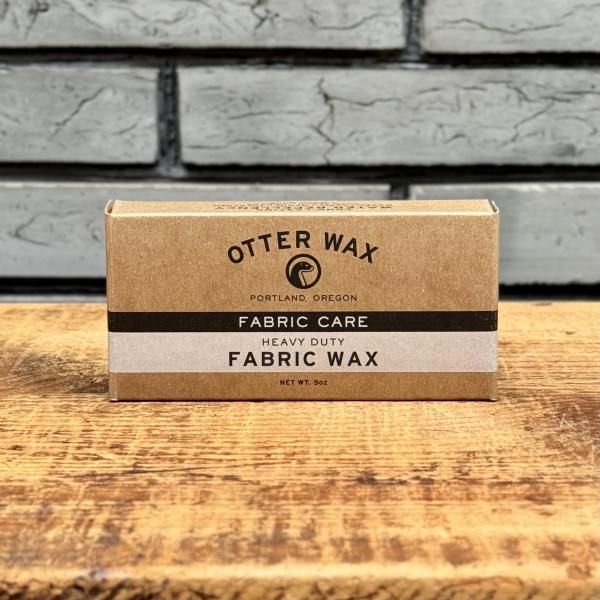 OTTER WAX
PORTLAND, OREGON
FABRIC CARE
HEAVY DUTY
FABRIC WAX
NET WT. 5oz